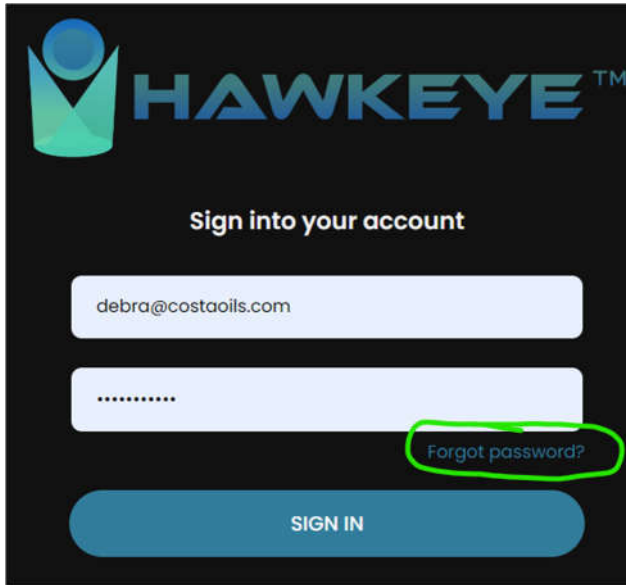 HAWKEYE™
Sign into your account
debra@costaoils.com
•••••••••••
Forgot password?
SIGN IN